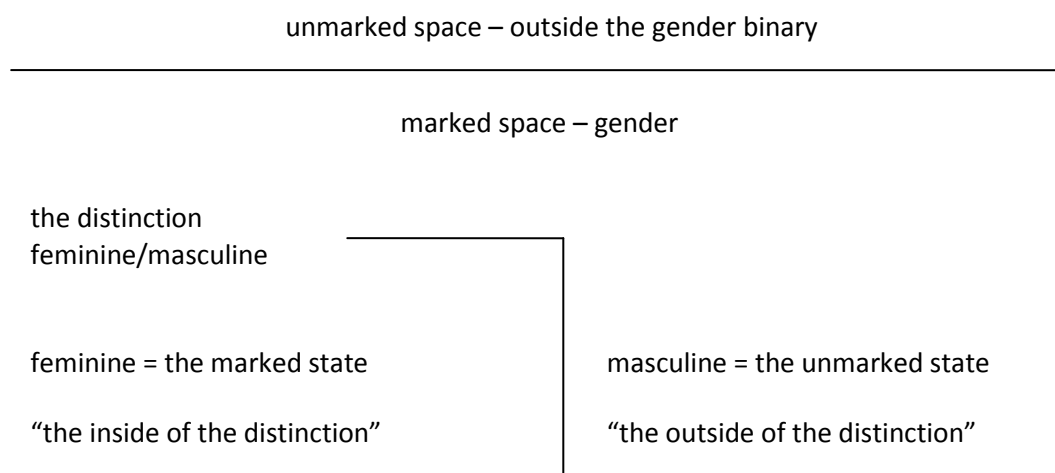 unmarked space – outside the gender binary
marked space – gender
the distinction
feminine/masculine
feminine = the marked state
masculine = the unmarked state
“the inside of the distinction”
“the outside of the distinction”